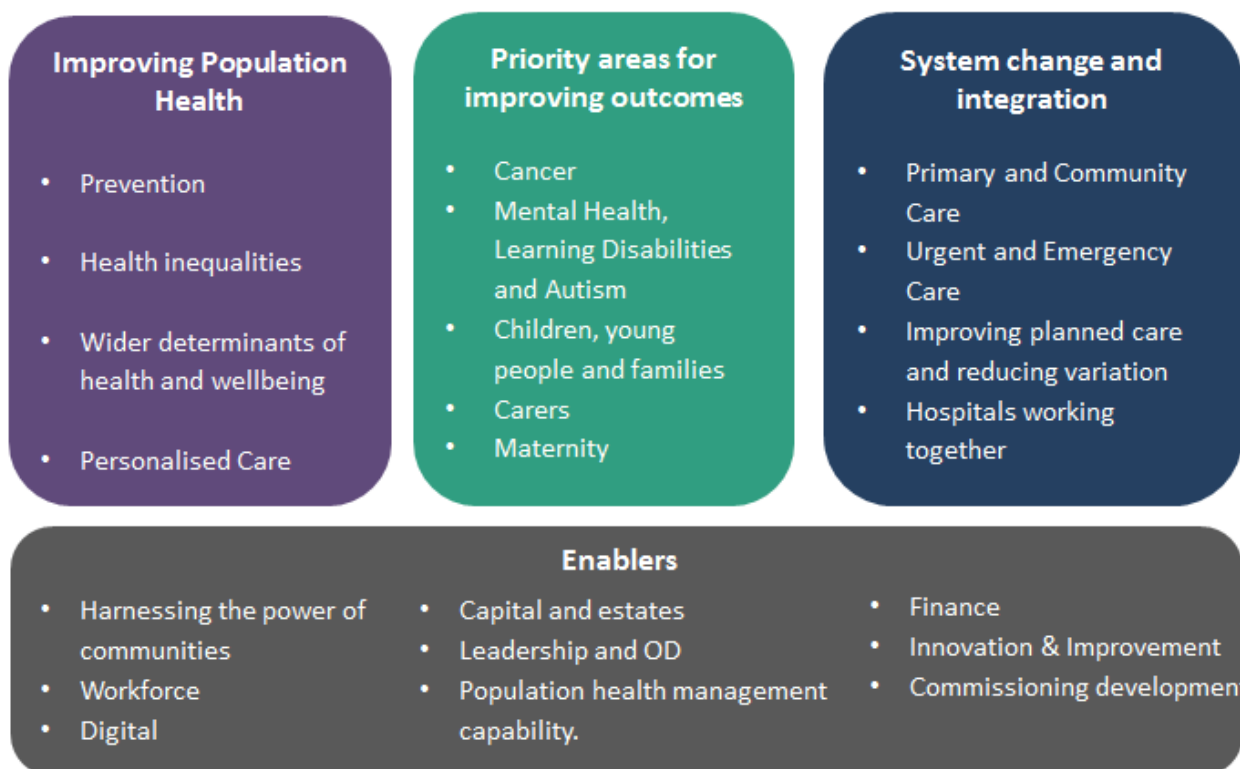 Improving Population
Health
• Prevention
• Health inequalities
• Wider determinants of
health and wellbeing
• Personalised Care
Priority areas for
improving outcomes
• Cancer
• Mental Health,
Learning Disabilities
and Autism
• Children, young
people and families
• Carers
• Maternity
System change and
integration
• Primary and Community
Care
• Urgent and Emergency
Care
• Improving planned care
and reducing variation
• Hospitals working
together
Enablers
• Harnessing the power of
communities
• Workforce
• Digital
• Capital and estates
• Leadership and OD
• Population health management
capability.
• Finance
• Innovation & Improvement
• Commissioning development